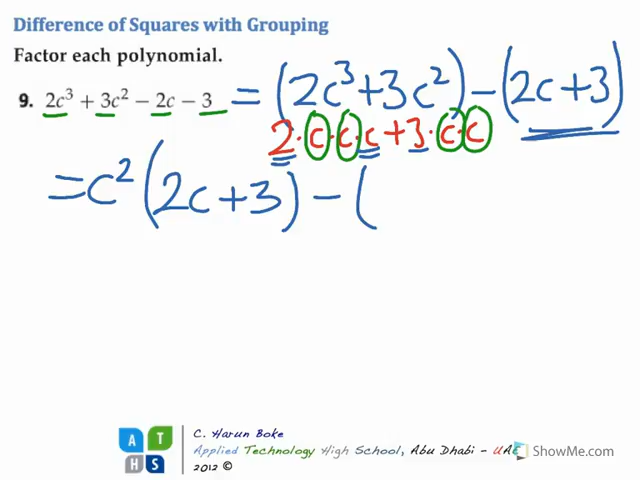 Difference of Squares with Grouping
Factor each polynomial.
9. 2c³ + 3c² − 2c − 3 = (2c³ + 3c²) − (2c + 3)
2 · c · c · c + 3 · c · c
= c² (2c + 3) − (
A T
H S
C. Harun Boke
Applied Technology High School, Abu Dhabi - UAE
2012 ©
ShowMe.com